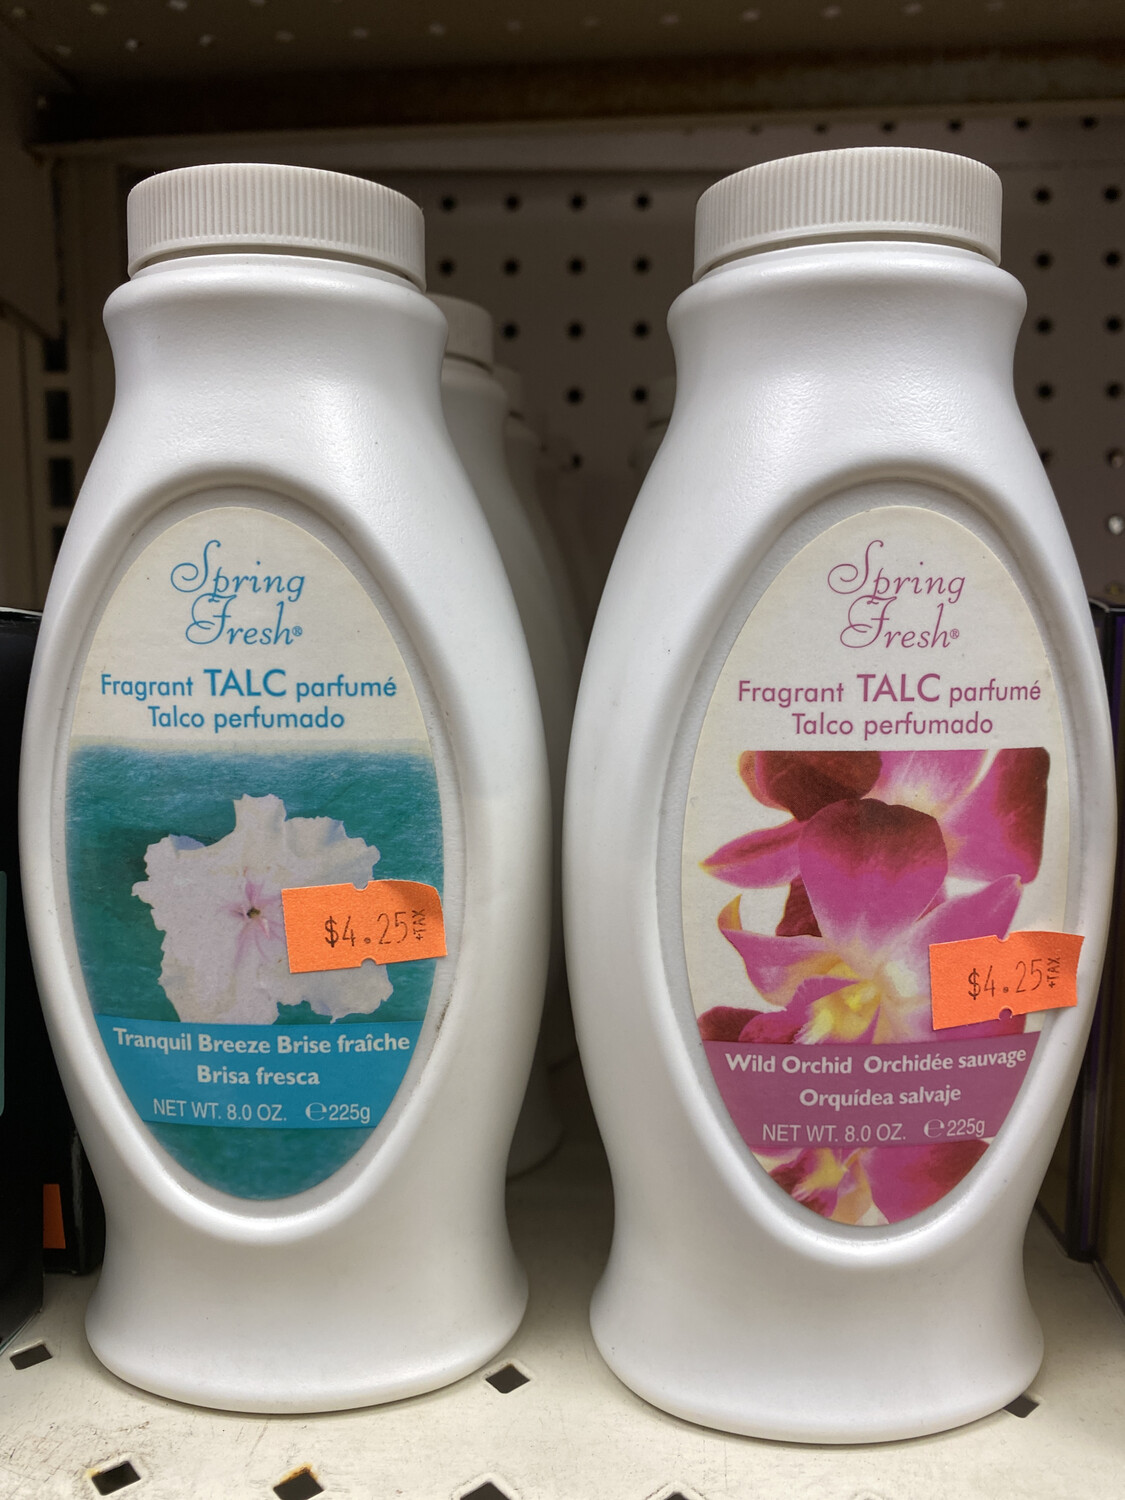 Spring
Fresh®
Fragrant TALC parfumé
Talco perfumado
$4.25 +TAX
Tranquil Breeze Brise fraîche
Brisa fresca
NET WT. 8.0 OZ. ℮225g
Spring
Fresh®
Fragrant TALC parfumé
Talco perfumado
$4.25 +TAX
Wild Orchid Orchidée sauvage
Orquídea salvaje
NET WT. 8.0 OZ. ℮225g